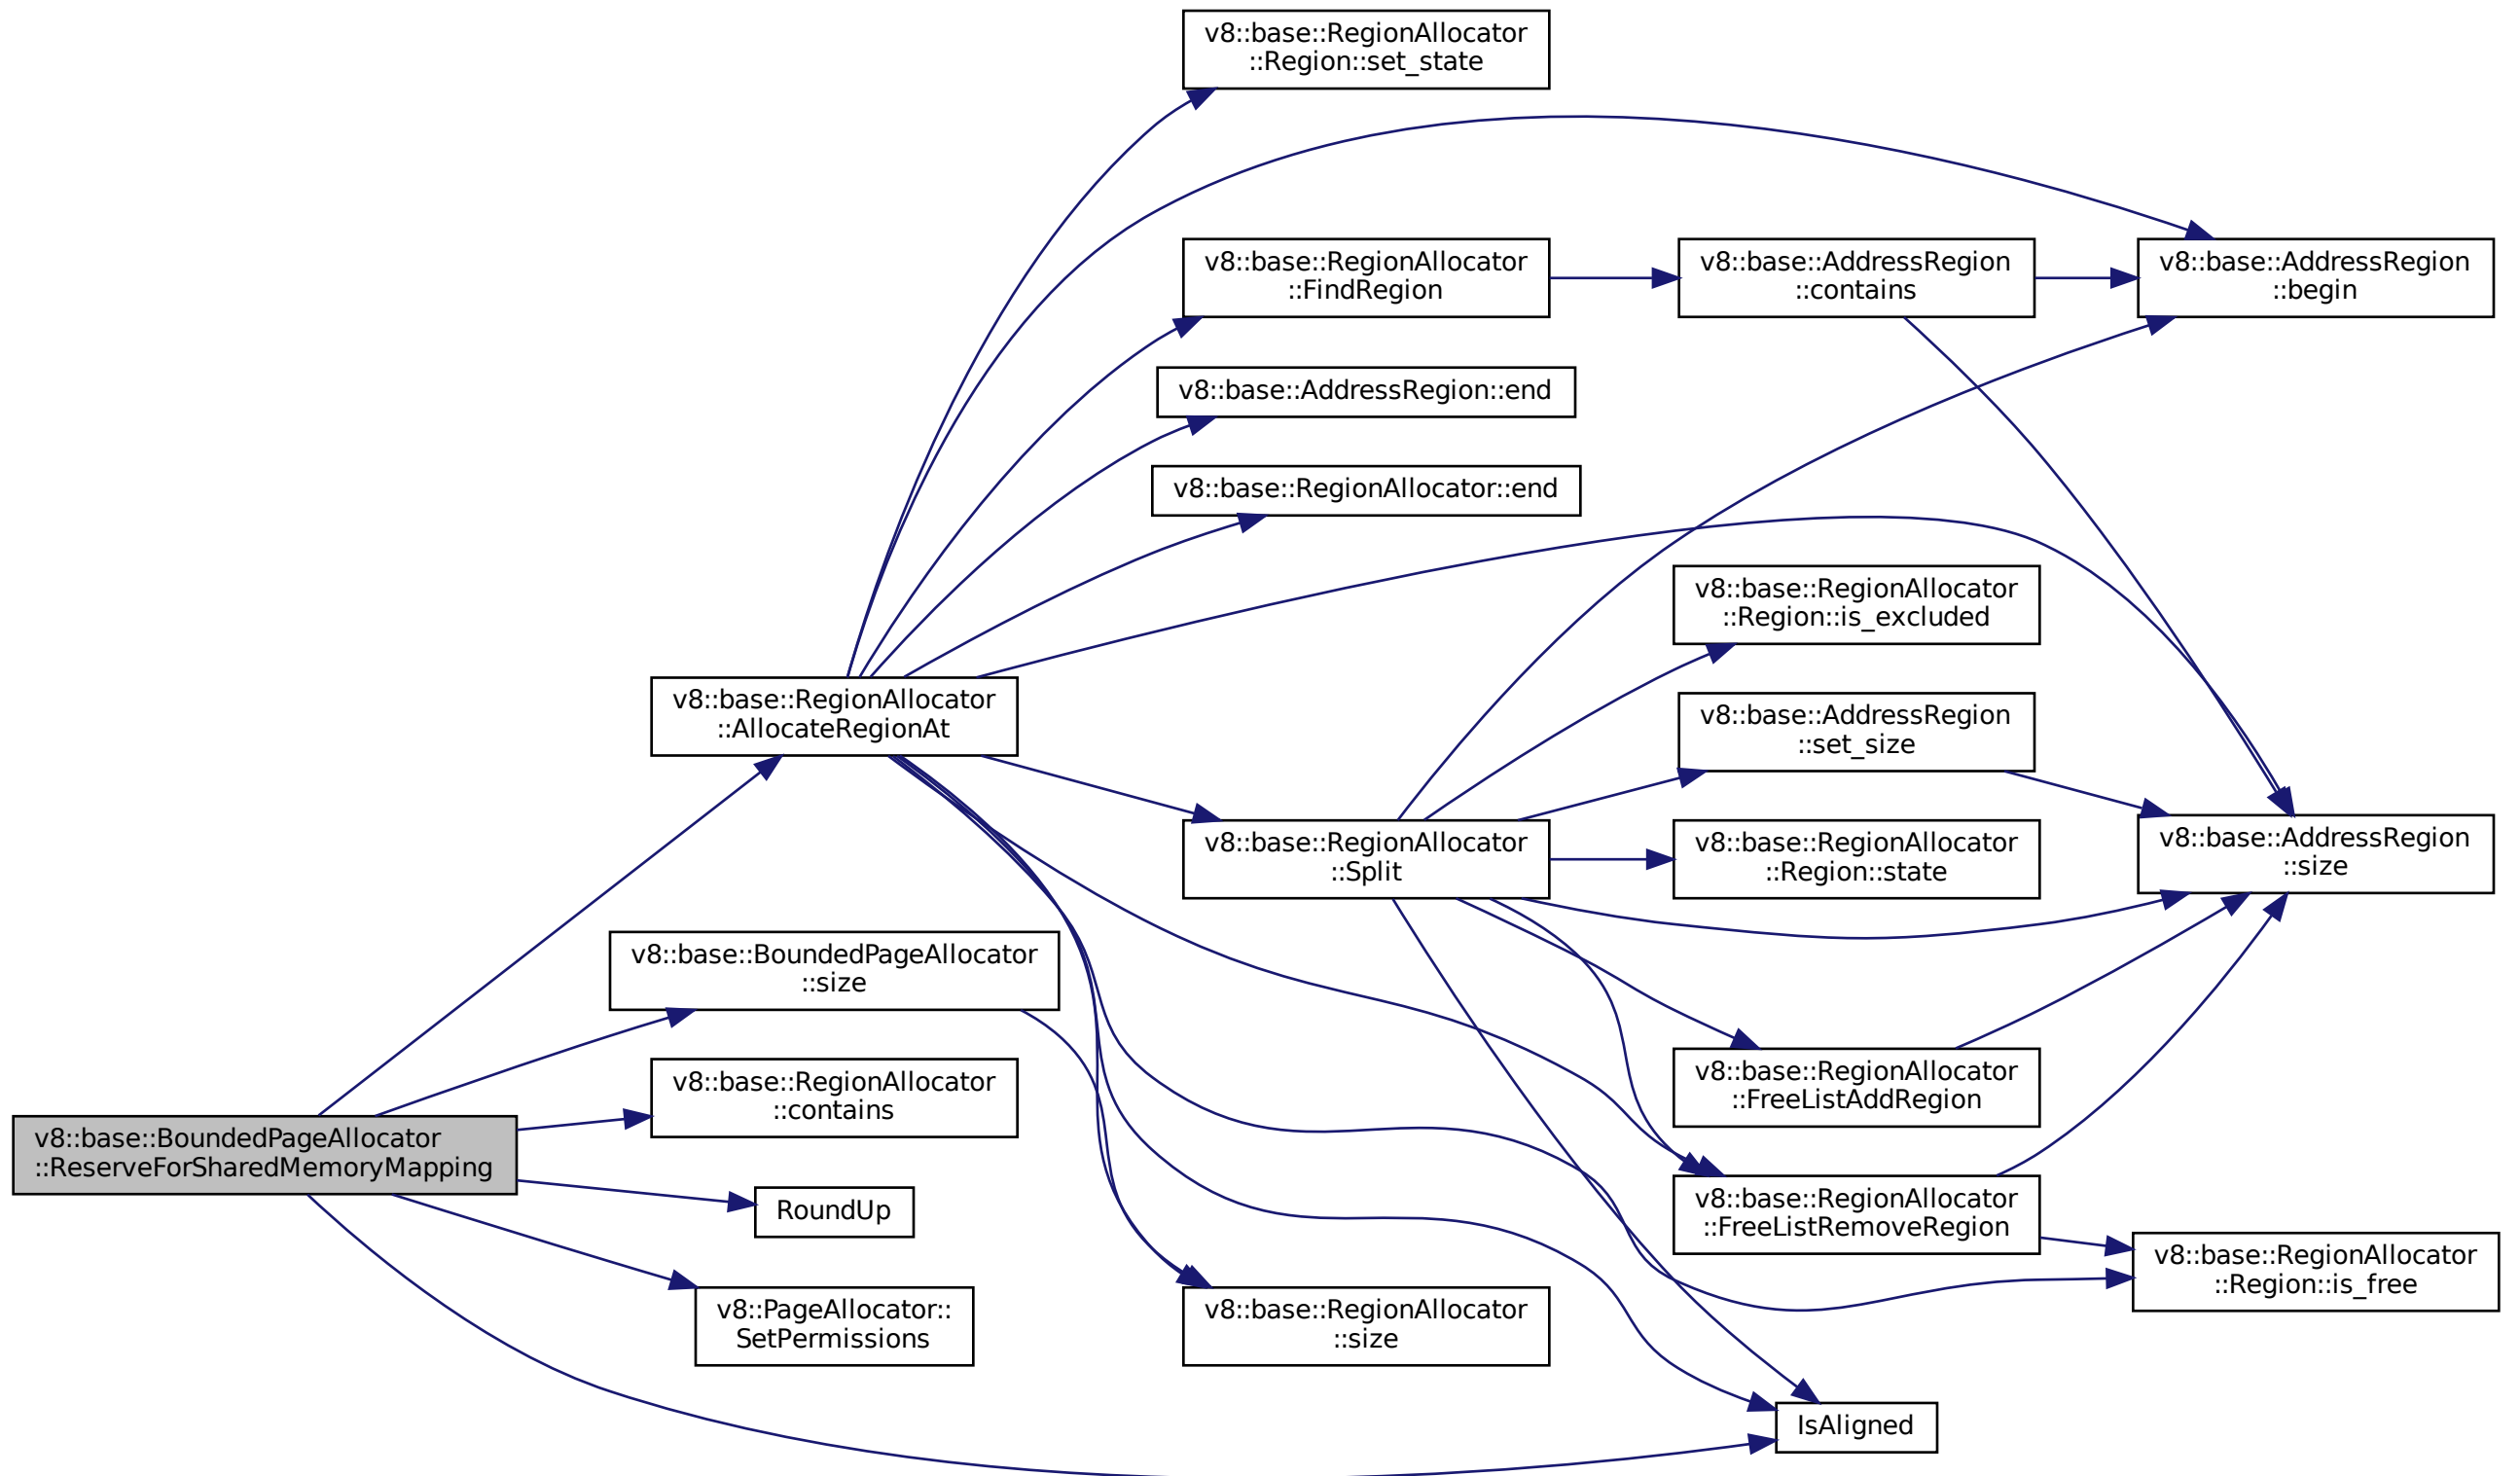 v8::base::RegionAllocator
::Region::set_state
v8::base::RegionAllocator
::FindRegion
v8::base::AddressRegion
::contains
v8::base::AddressRegion
::begin
v8::base::AddressRegion::end
v8::base::RegionAllocator::end
v8::base::RegionAllocator
::Region::is_excluded
v8::base::RegionAllocator
::AllocateRegionAt
v8::base::AddressRegion
::set_size
v8::base::RegionAllocator
::Split
v8::base::RegionAllocator
::Region::state
v8::base::AddressRegion
::size
v8::base::BoundedPageAllocator
::size
v8::base::RegionAllocator
::contains
v8::base::RegionAllocator
::FreeListAddRegion
v8::base::BoundedPageAllocator
::ReserveForSharedMemoryMapping
RoundUp
v8::base::RegionAllocator
::FreeListRemoveRegion
v8::base::RegionAllocator
::Region::is_free
v8::PageAllocator::
SetPermissions
v8::base::RegionAllocator
::size
IsAligned